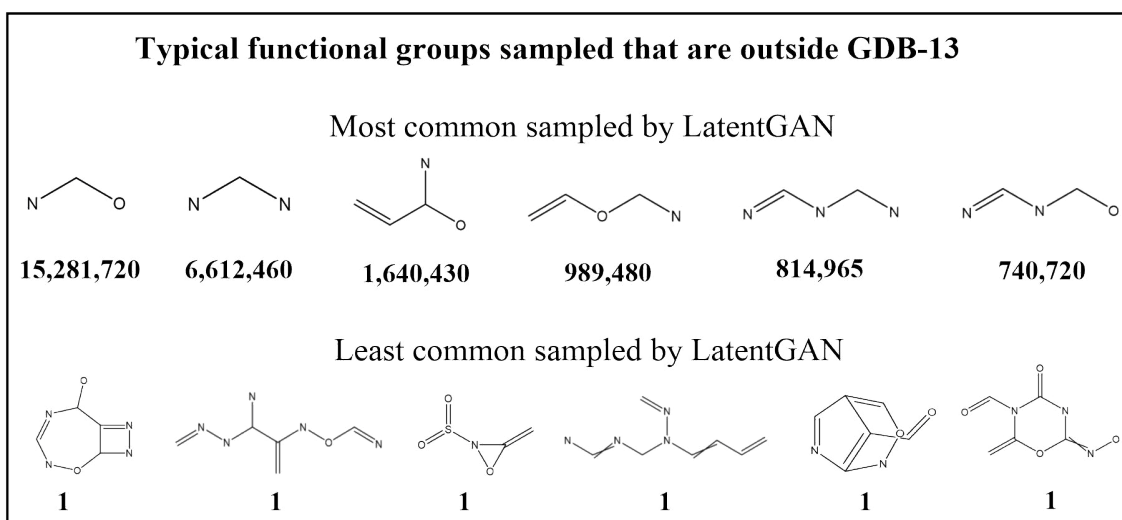 Typical functional groups sampled that are outside GDB-13
Most common sampled by LatentGAN
N O N N N O O N N N N N N O
15,281,720 6,612,460 1,640,430 989,480 814,965 740,720
Least common sampled by LatentGAN
O N N N O N
N N N N O N
O S O N O
N N N N
N N O O
O N O N O N O
1 1 1 1 1 1